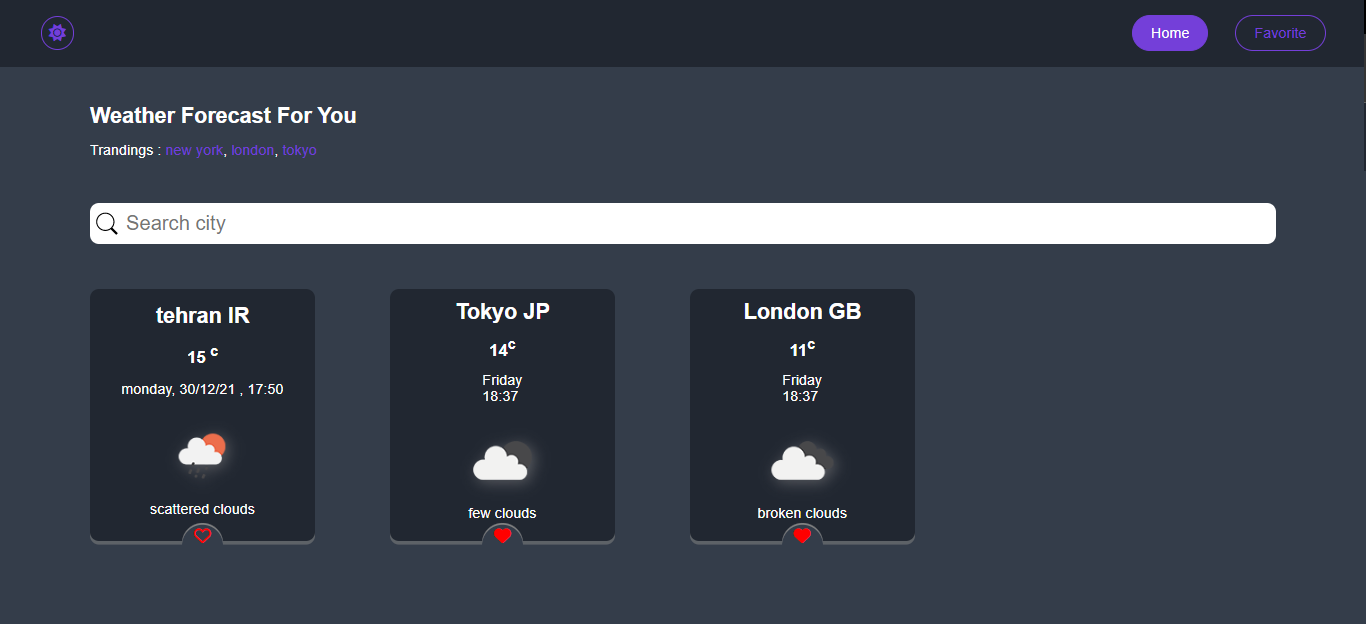 Home Favorite
Weather Forecast For You
Trandings : new york, london, tokyo
Search city
tehran IR
15 c
monday, 30/12/21 , 17:50
scattered clouds
Tokyo JP
14c
Friday
18:37
few clouds
London GB
11c
Friday
18:37
broken clouds